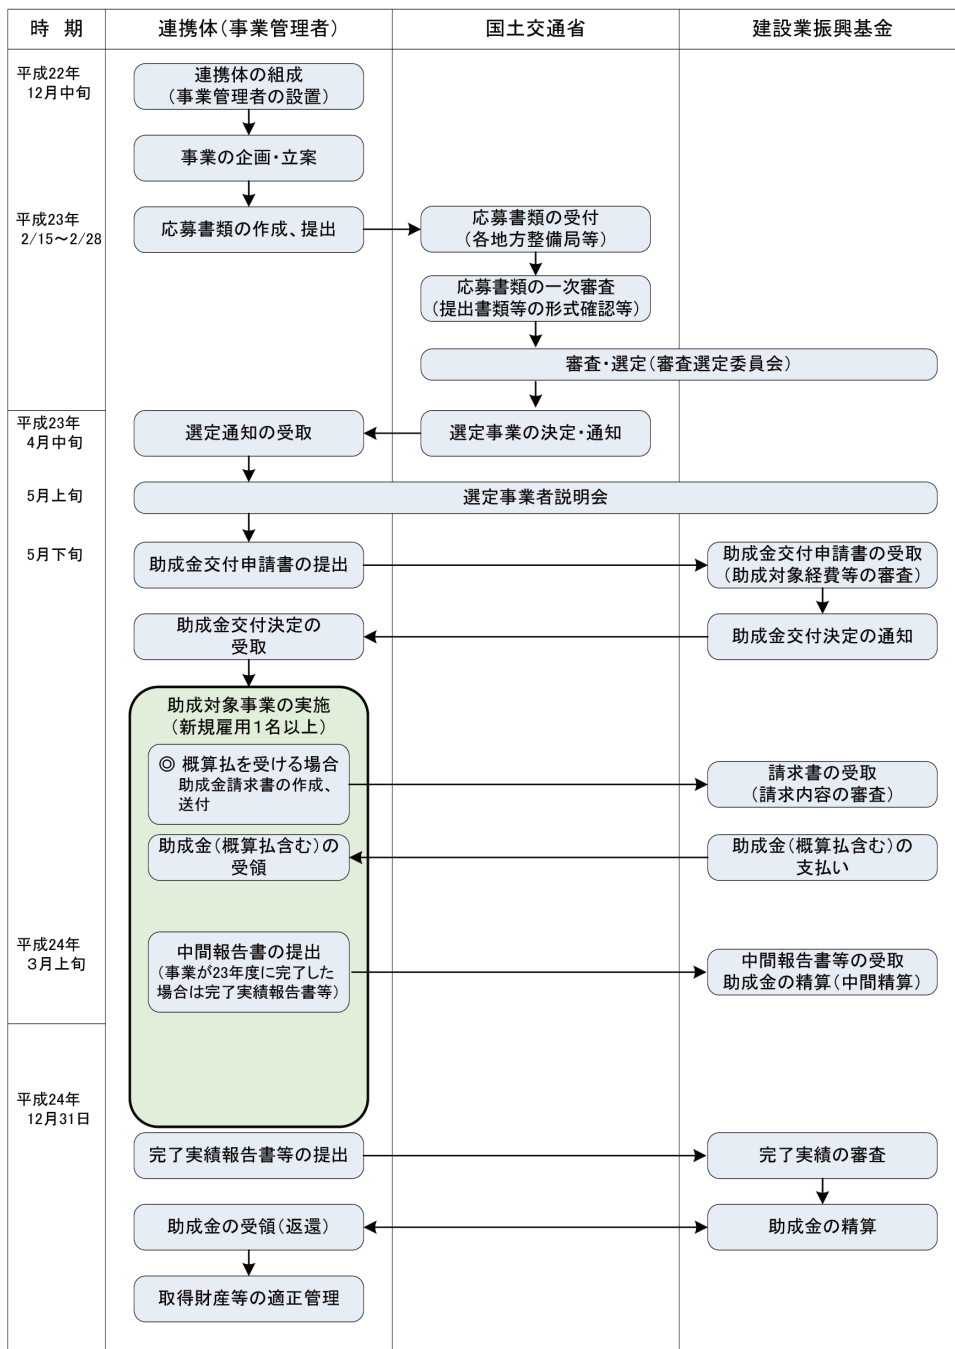 時 期
連携体(事業管理者)
国土交通省
建設業振興基金
平成22年
12月中旬
連携体の組成
(事業管理者の設置)
事業の企画・立案
平成23年
2/15～2/28
応募書類の作成、提出
応募書類の受付
(各地方整備局等)
応募書類の一次審査
(提出書類等の形式確認等)
審査・選定(審査選定委員会)
平成23年
4月中旬
選定通知の受取
選定事業の決定・通知
5月上旬
選定事業者説明会
5月下旬
助成金交付申請書の提出
助成金交付申請書の受取
(助成対象経費等の審査)
助成金交付決定の
受取
助成金交付決定の通知
助成対象事業の実施
(新規雇用1名以上)
◎ 概算払を受ける場合
助成金請求書の作成、
送付
請求書の受取
(請求内容の審査)
助成金(概算払含む)の
受領
助成金(概算払含む)の
支払い
平成24年
3月上旬
中間報告書の提出
(事業が23年度に完了した
場合は完了実績報告書等)
中間報告書等の受取
助成金の精算(中間精算)
平成24年
12月31日
完了実績報告書等の提出
完了実績の審査
助成金の受領(返還)
助成金の精算
取得財産等の適正管理